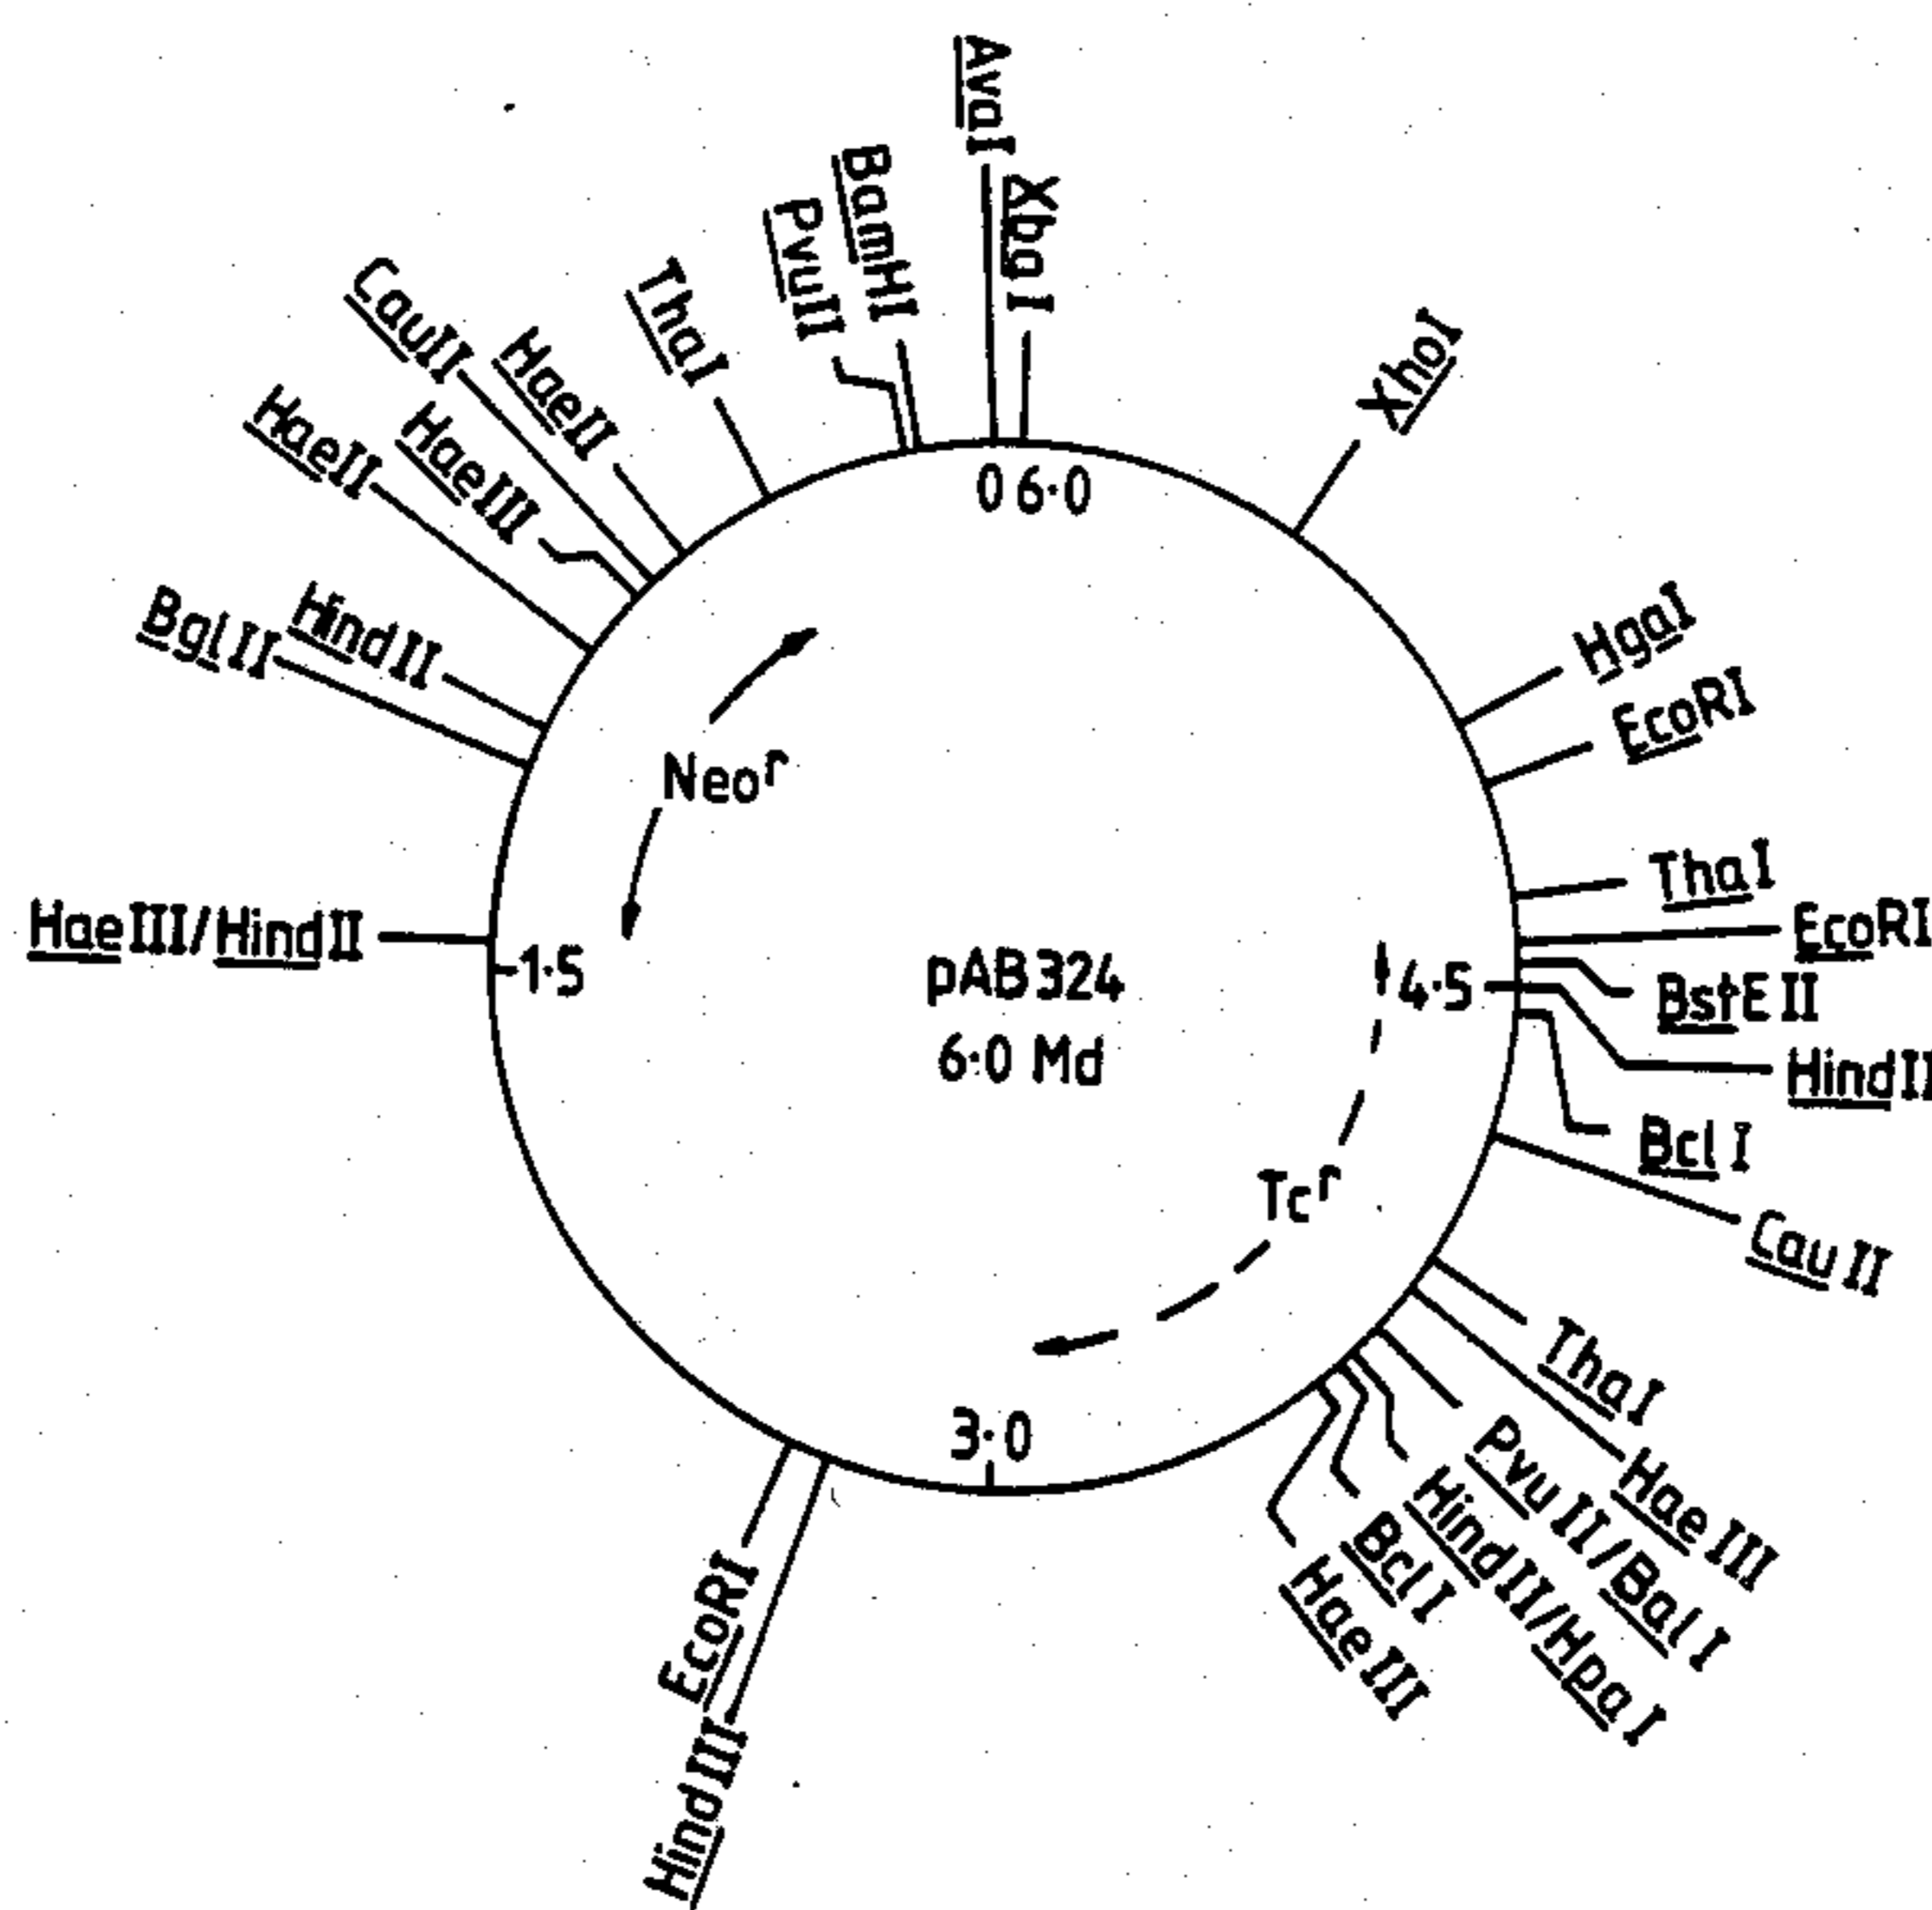 AvaI
XbaI
BamHI
PvuII
ThaI
HaeII
CauII
HaeIII
HaeII
HindII
BglII
HaeIII/HindII
XhoI
HgaI
EcoRI
ThaI
EcoRI
BstEII
HindII
BclI
CauII
ThaI
HaeIII
PvuII/BalI
HindII/HpaI
BclI
HaeIII
EcoRI
HindIII
0 6·0
1·5
3·0
4·5
Neoʳ
Tcʳ
pAB324
6·0 Md